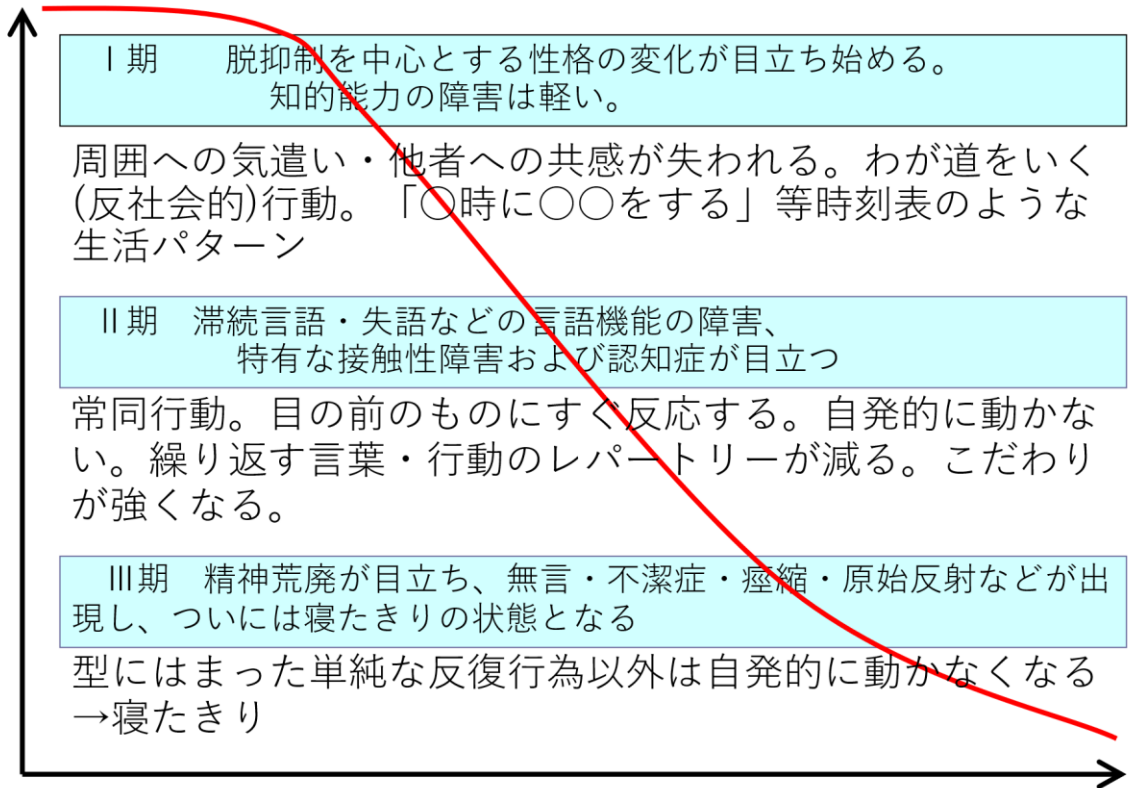 Ⅰ期　　脱抑制を中心とする性格の変化が目立ち始める。
知的能力の障害は軽い。
周囲への気遣い・他者への共感が失われる。わが道をいく
(反社会的)行動。「〇時に〇〇をする」等時刻表のような
生活パターン
Ⅱ期　滞続言語・失語などの言語機能の障害、
特有な接触性障害および認知症が目立つ
常同行動。目の前のものにすぐ反応する。自発的に動かな
い。繰り返す言葉・行動のレパートリーが減る。こだわり
が強くなる。
Ⅲ期　精神荒廃が目立ち、無言・不潔症・痙縮・原始反射などが出
現し、ついには寝たきりの状態となる
型にはまった単純な反復行為以外は自発的に動かなくなる
→寝たきり